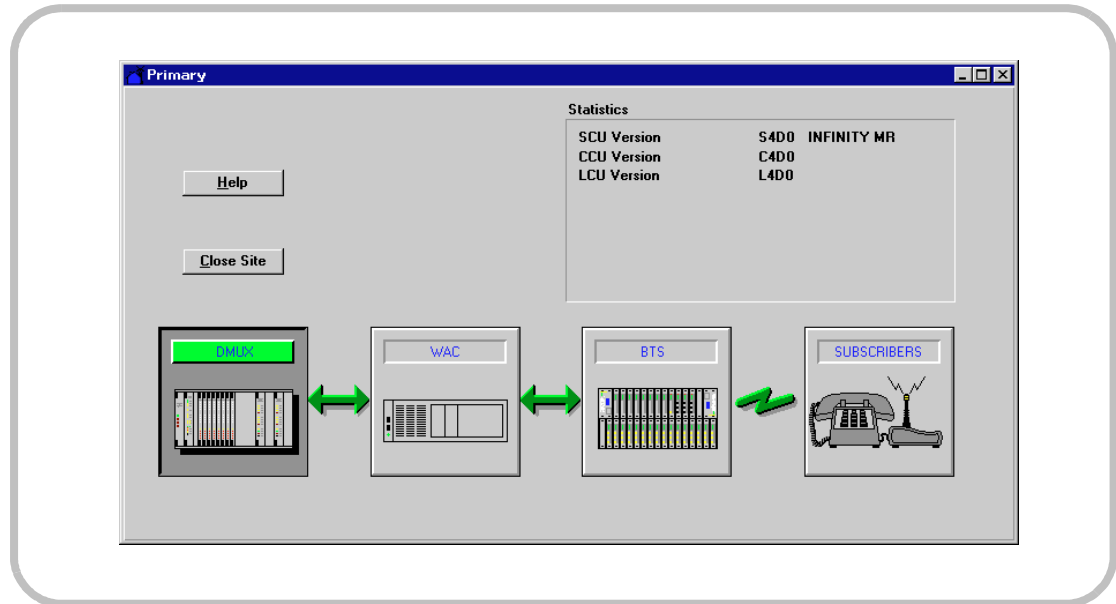 Primary
Statistics
SCU Version S4D0 INFINITY MR
CCU Version C4D0
LCU Version L4D0
Help
Close Site
DMUX
WAC
BTS
SUBSCRIBERS